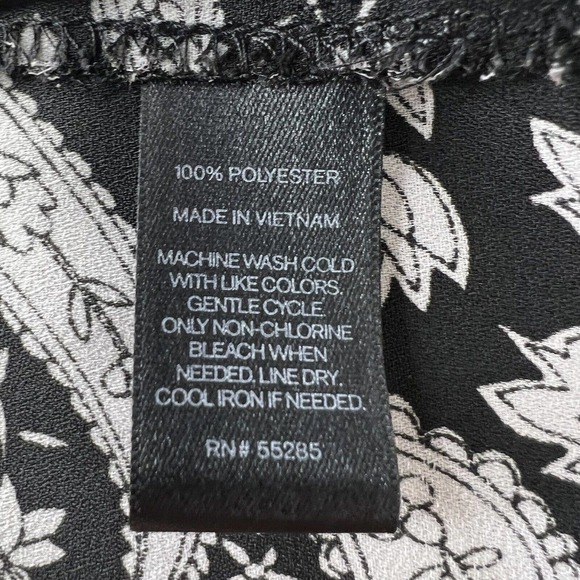 100% POLYESTER
MADE IN VIETNAM
MACHINE WASH COLD
WITH LIKE COLORS.
GENTLE CYCLE.
ONLY NON-CHLORINE
BLEACH WHEN
NEEDED. LINE DRY.
COOL IRON IF NEEDED.
RN# 55285